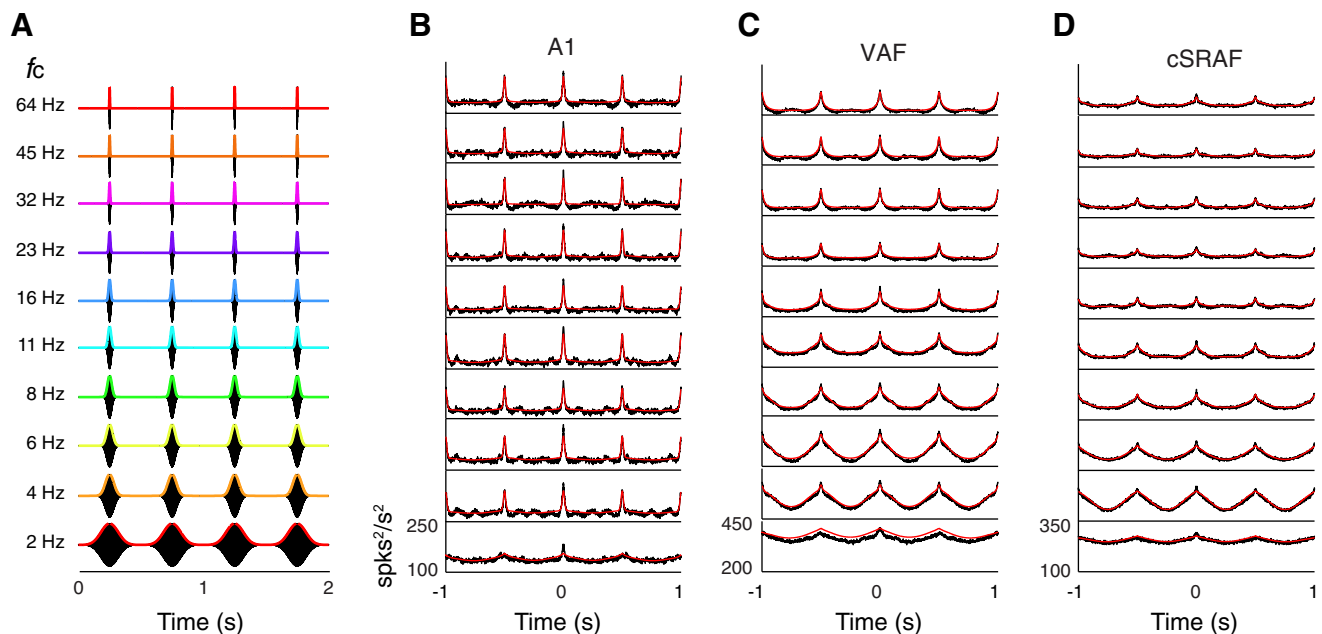 A
fc
64 Hz
45 Hz
32 Hz
23 Hz
16 Hz
11 Hz
8 Hz
6 Hz
4 Hz
2 Hz
0 1 2
Time (s)
B
A1
spks²/s²
250
100
-1 0 1
Time (s)
C
VAF
450
200
-1 0 1
Time (s)
D
cSRAF
350
100
-1 0 1
Time (s)